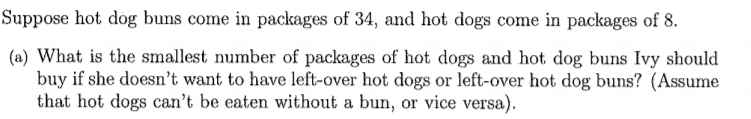 Suppose hot dog buns come in packages of 34, and hot dogs come in packages of 8.
(a) What is the smallest number of packages of hot dogs and hot dog buns Ivy should
buy if she doesn't want to have left-over hot dogs or left-over hot dog buns? (Assume
that hot dogs can't be eaten without a bun, or vice versa).